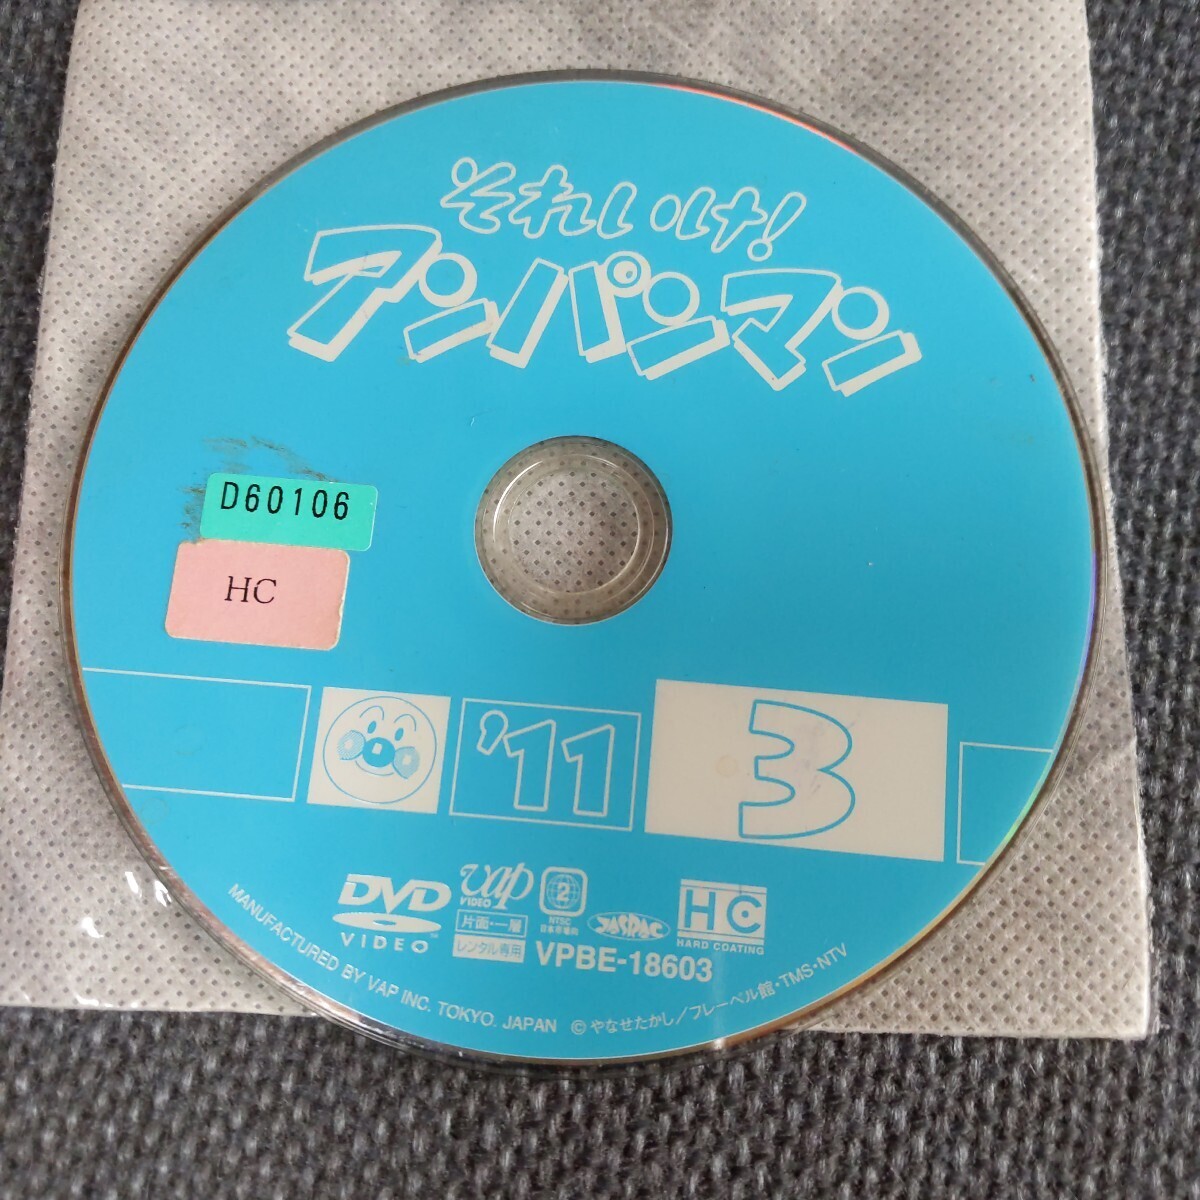 それいけ!
アンパンマン
D60106
HC
'11
3
DVD
VIDEO
vap
VIDEO
2
NTSC
日本市場向
JASPAC
HC
HARD COATING
片面・一層
レンタル専用
VPBE-18603
MANUFACTURED BY VAP INC. TOKYO. JAPAN ©やなせたかし/フレーベル館・TMS・NTV